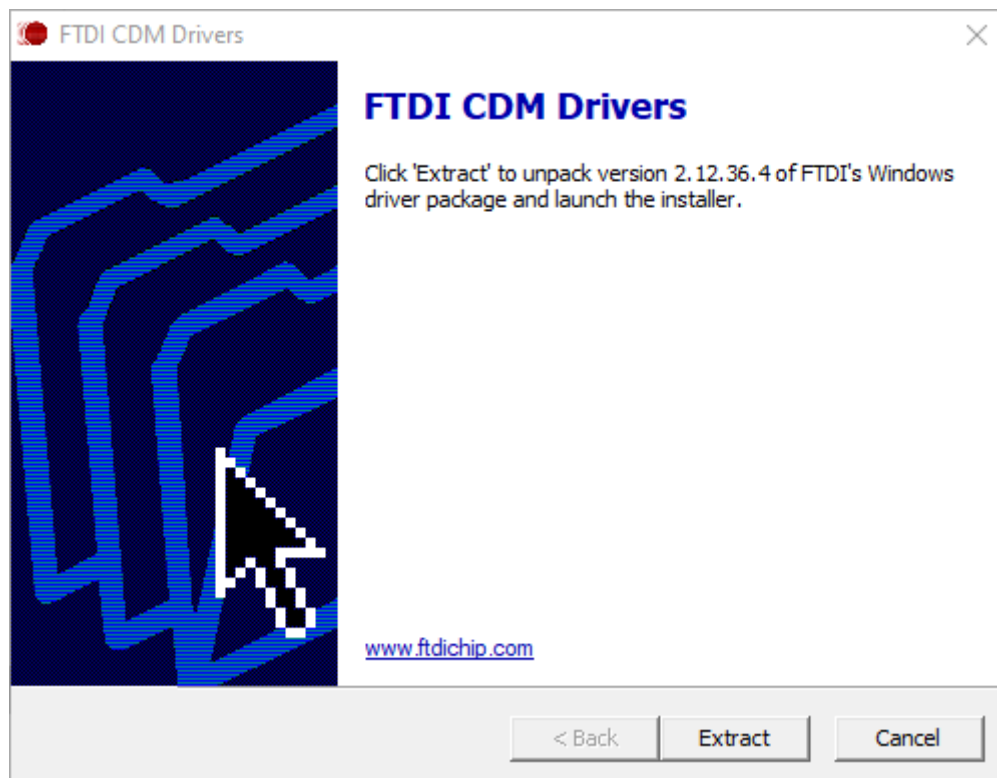 FTDI CDM Drivers
FTDI CDM Drivers
Click 'Extract' to unpack version 2.12.36.4 of FTDI's Windows
driver package and launch the installer.
www.ftdichip.com
< Back
Extract
Cancel